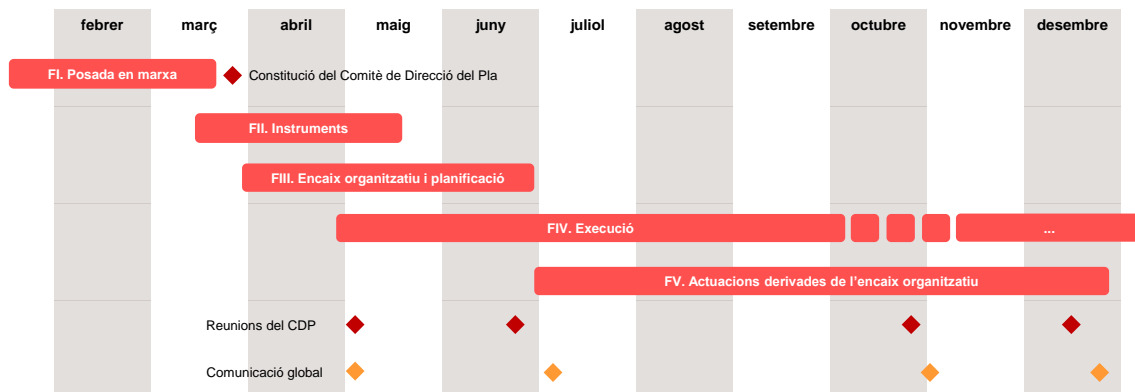 febrer març abril maig juny juliol agost setembre octubre novembre desembre
FI. Posada en marxa Constitució del Comitè de Direcció del Pla
FII. Instruments
FIII. Encaix organitzatiu i planificació
FIV. Execució ...
FV. Actuacions derivades de l'encaix organitzatiu
Reunions del CDP
Comunicació global